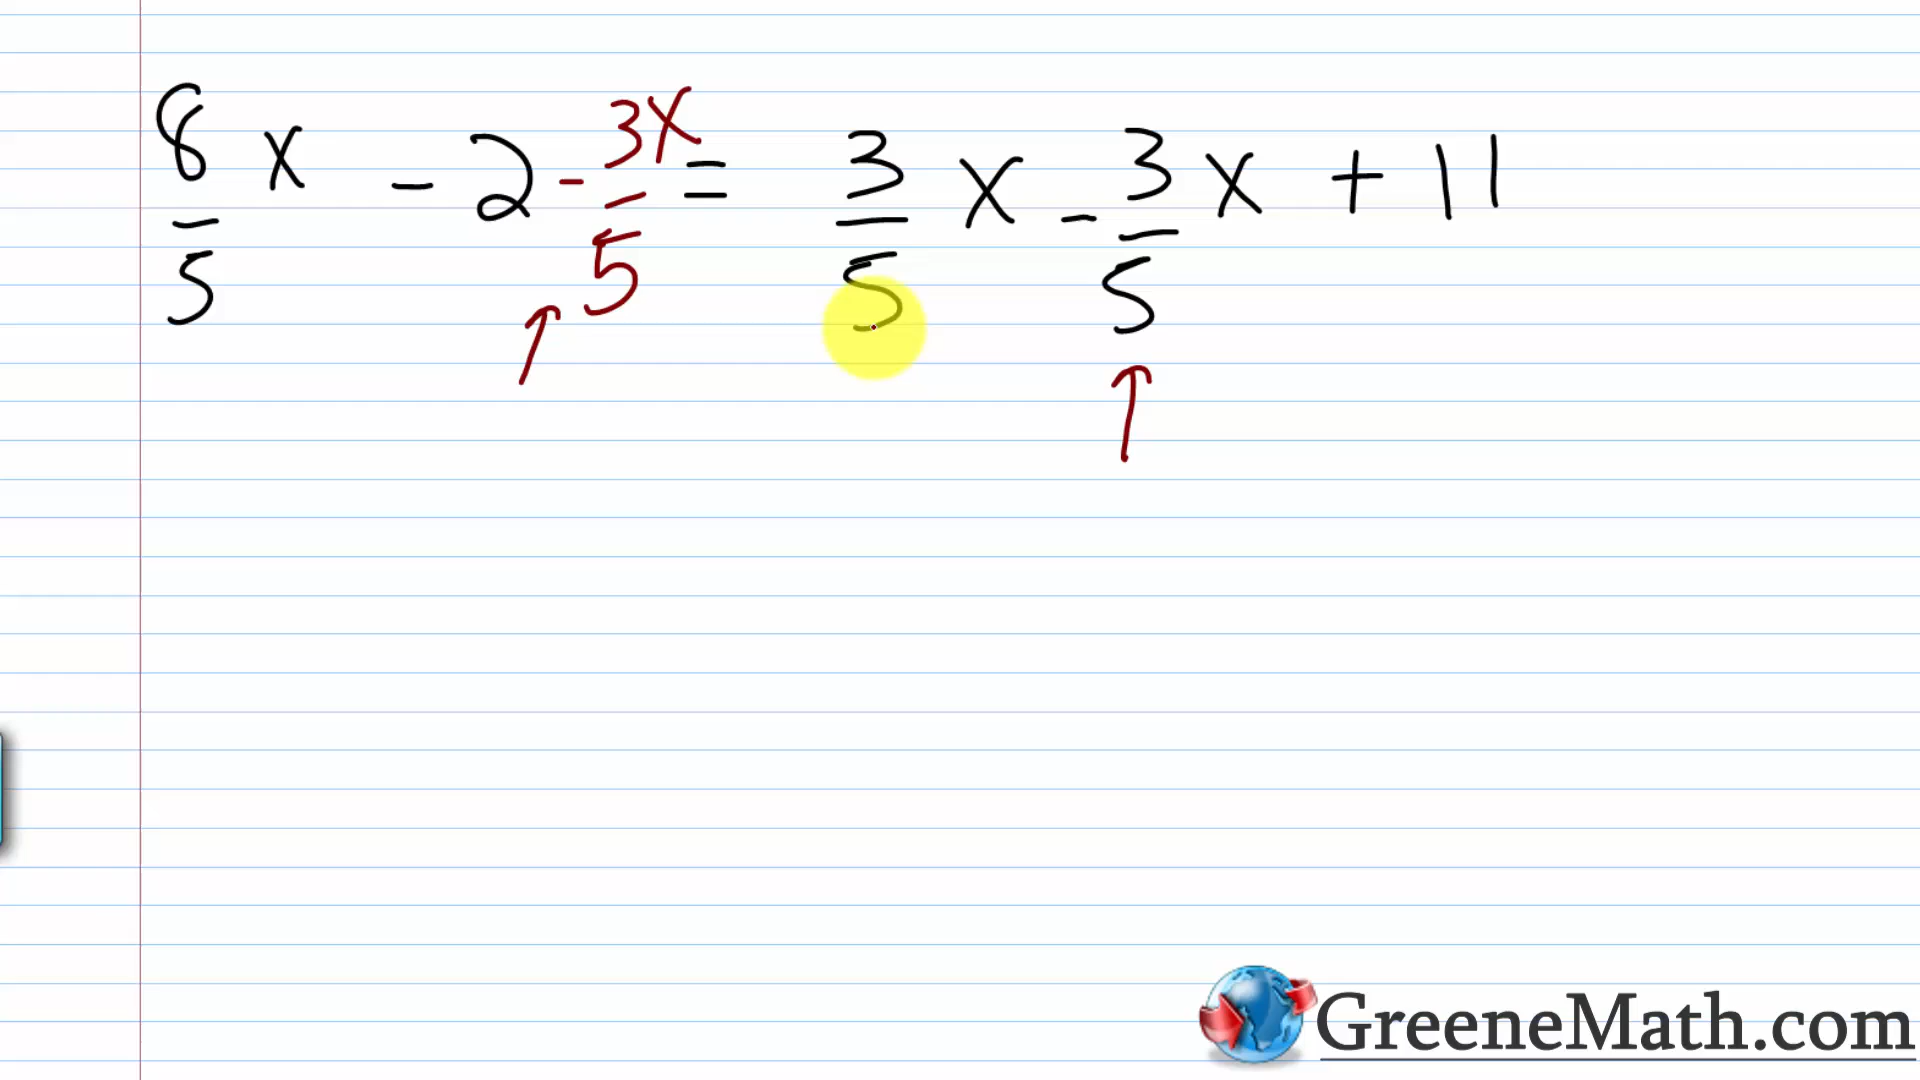 8/5 x - 2 - 3x/5 = 3/5 x - 3/5 x + 11
GreeneMath.com